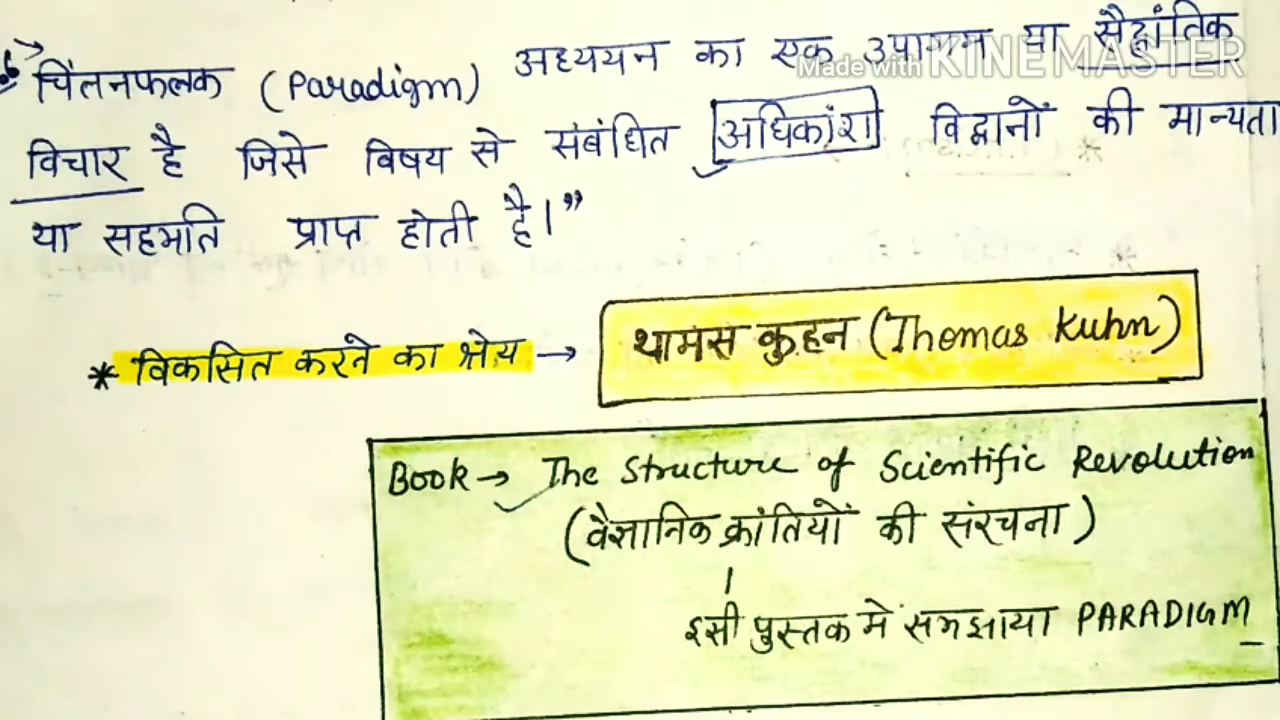 चिंतनफलक (Paradigm) अध्ययन का एक उपागम या सैद्धांतिक
Made with KINEMASTER
विचार है जिसे विषय से संबंधित अधिकांश विद्वानों की मान्यता
या सहमति प्राप्त होती है।”
* विकसित करने का श्रेय → थामस कुहन (Thomas Kuhn)
Book → The Structure of Scientific Revolution
(वैज्ञानिक क्रांतियों की संरचना)
इसी पुस्तक मे समझाया PARADIGM